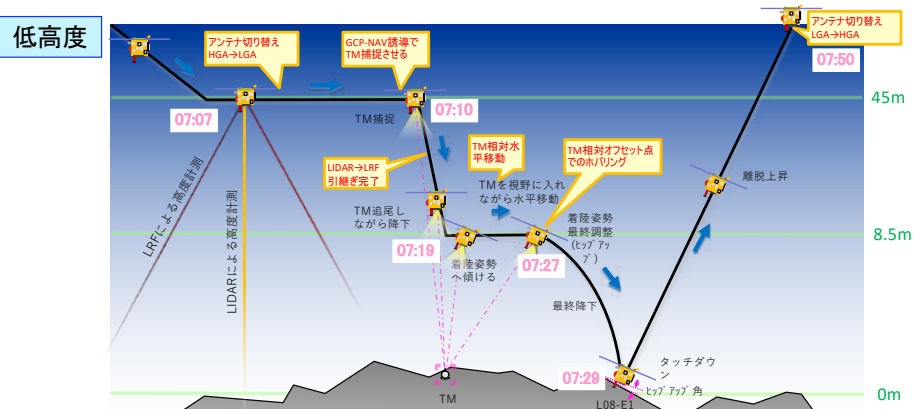 低高度
アンテナ切り替え
HGA→LGA
GCP-NAV誘導で
TM捕捉させる
アンテナ切り替え
LGA→HGA
07:50
45m
07:07
07:10
TM捕捉
LRFによる高度計測
LIDARによる高度計測
LIDAR→LRF
引継ぎ完了
TM相対水
平移動
TM相対オフセット点
でのホバリング
TMを視野に入れ
ながら水平移動
離脱上昇
TM追尾し
ながら降下
着陸姿勢
最終調整
(ヒップアッ
プ)
8.5m
07:19
07:27
着陸姿勢
へ傾ける
最終降下
タッチダウ
ン
07:29
ヒップアップ角
TM
L08-E1
0m